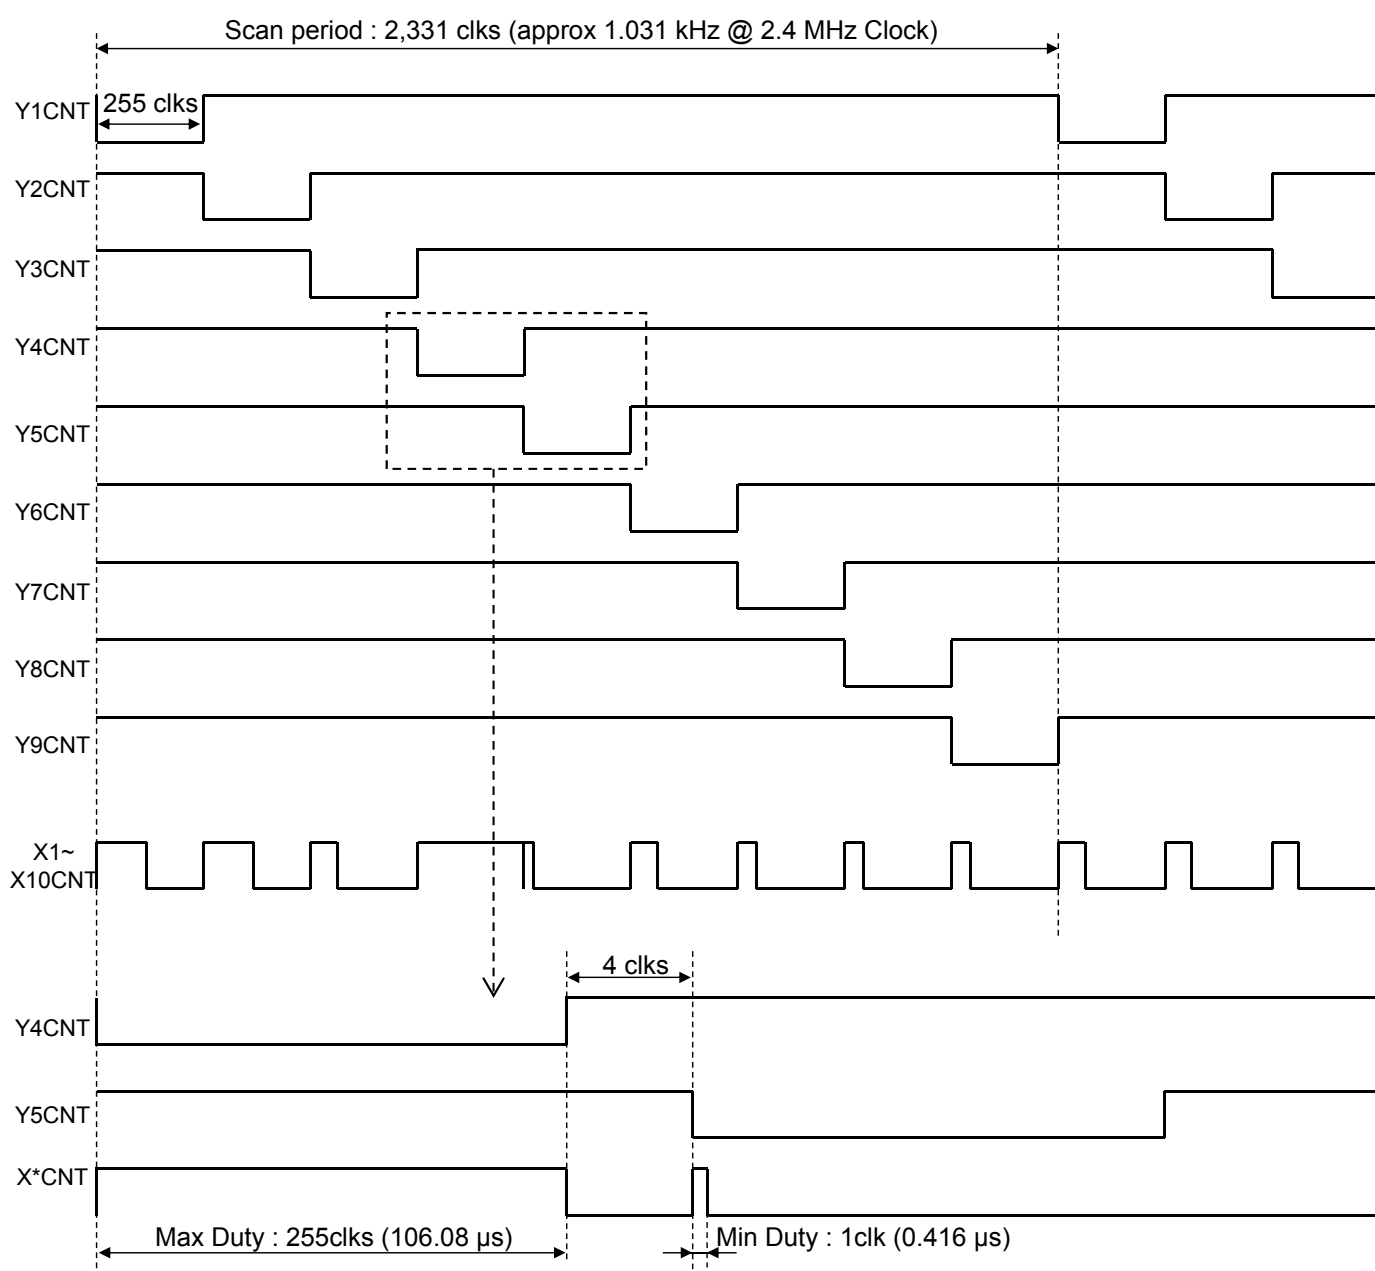 Scan period : 2,331 clks (approx 1.031 kHz @ 2.4 MHz Clock)
Y1CNT
255 clks
Y2CNT
Y3CNT
Y4CNT
Y5CNT
Y6CNT
Y7CNT
Y8CNT
Y9CNT
X1~
X10CNT
4 clks
Y4CNT
Y5CNT
X*CNT
Max Duty : 255clks (106.08 µs)
Min Duty : 1clk (0.416 µs)